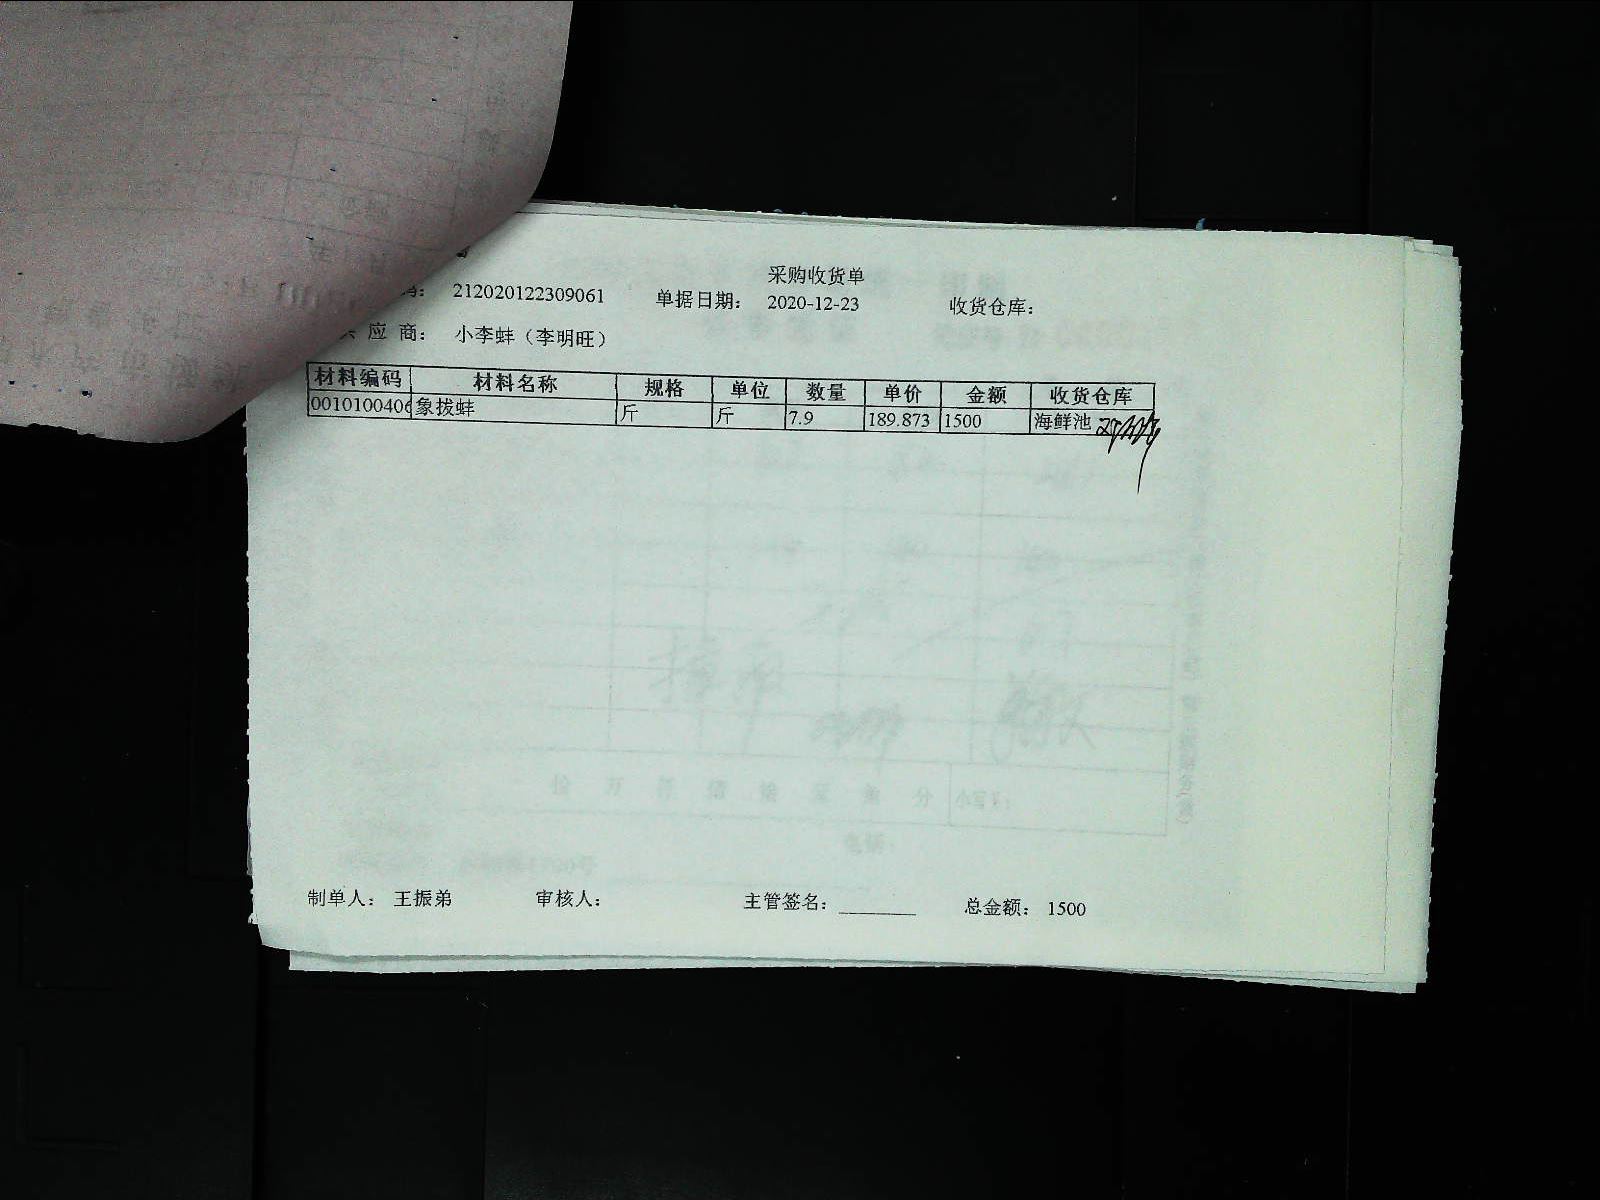 采购收货单
码: 212020122309061 单据日期: 2020-12-23 收货仓库:
应 商: 小李蚌（李明旺）
材料编码 材料名称 规格 单位 数量 单价 金额 收货仓库
0010100406 象拔蚌 斤 斤 7.9 189.873 1500 海鲜池
小写￥:
制单人: 王振弟 审核人: 主管签名: ________ 总金额: 1500